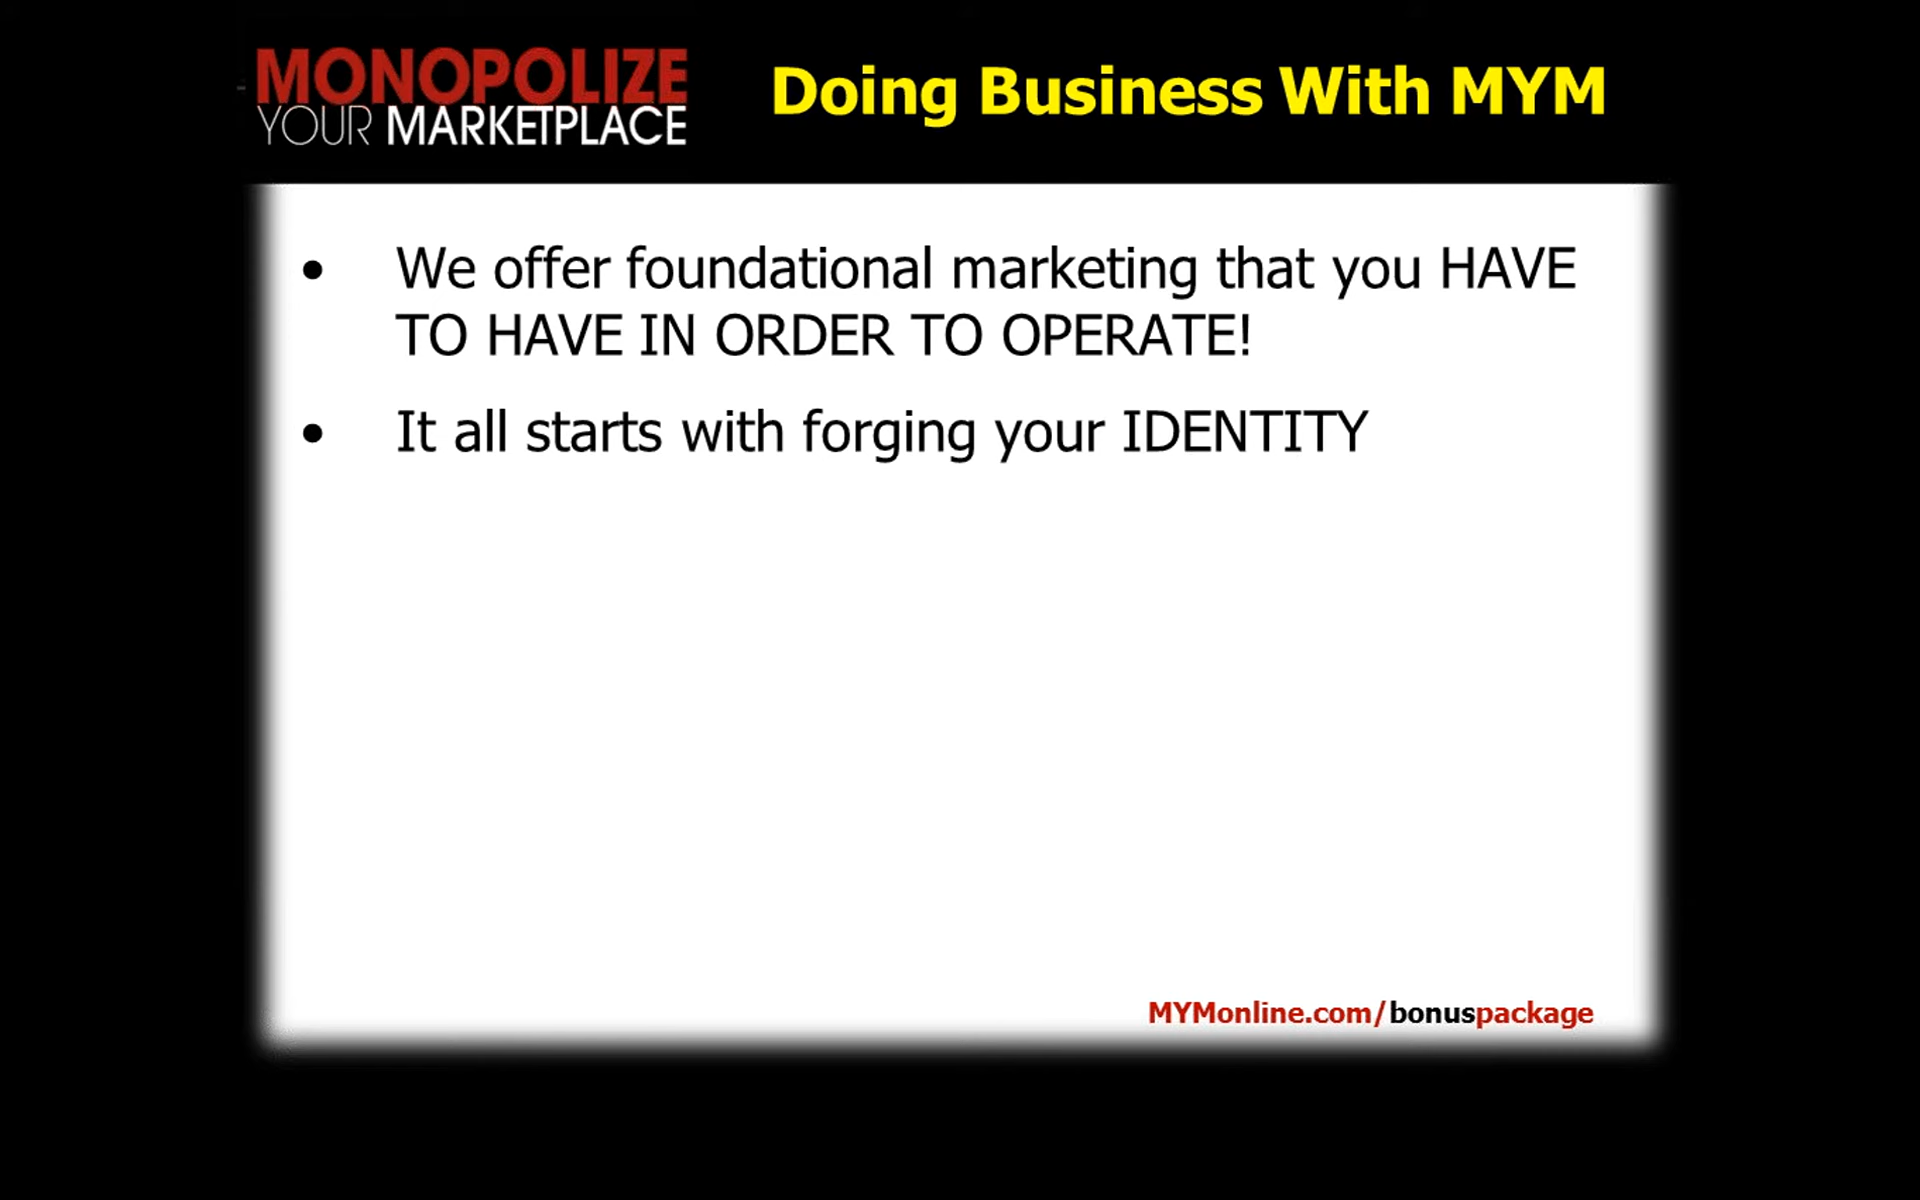 MONOPOLIZE
YOUR MARKETPLACE
Doing Business With MYM
• We offer foundational marketing that you HAVE
TO HAVE IN ORDER TO OPERATE!
• It all starts with forging your IDENTITY
MYMonline.com/bonuspackage